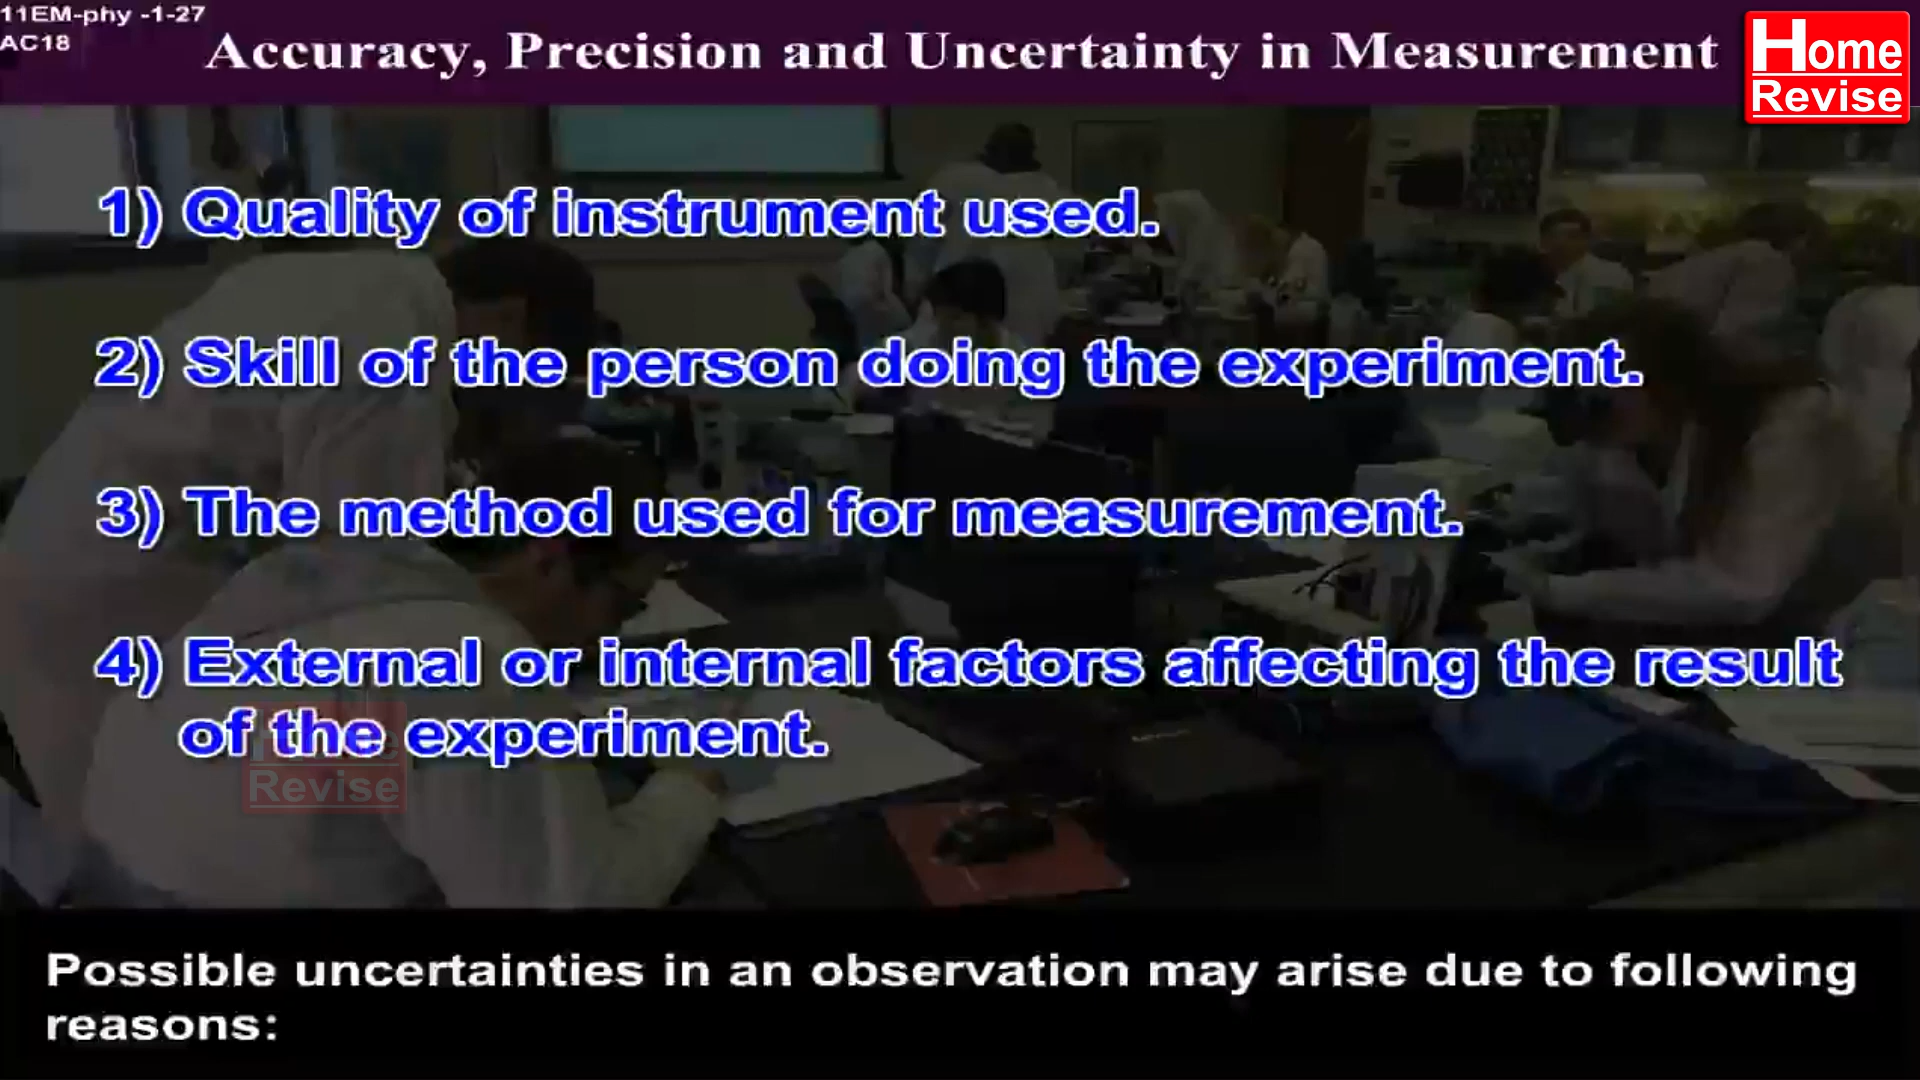 11EM-phy -1-27
AC18
Accuracy, Precision and Uncertainty in Measurement
Home
Revise
1) Quality of instrument used.
2) Skill of the person doing the experiment.
3) The method used for measurement.
4) External or internal factors affecting the result
of the experiment.
Home
Revise
Possible uncertainties in an observation may arise due to following
reasons: